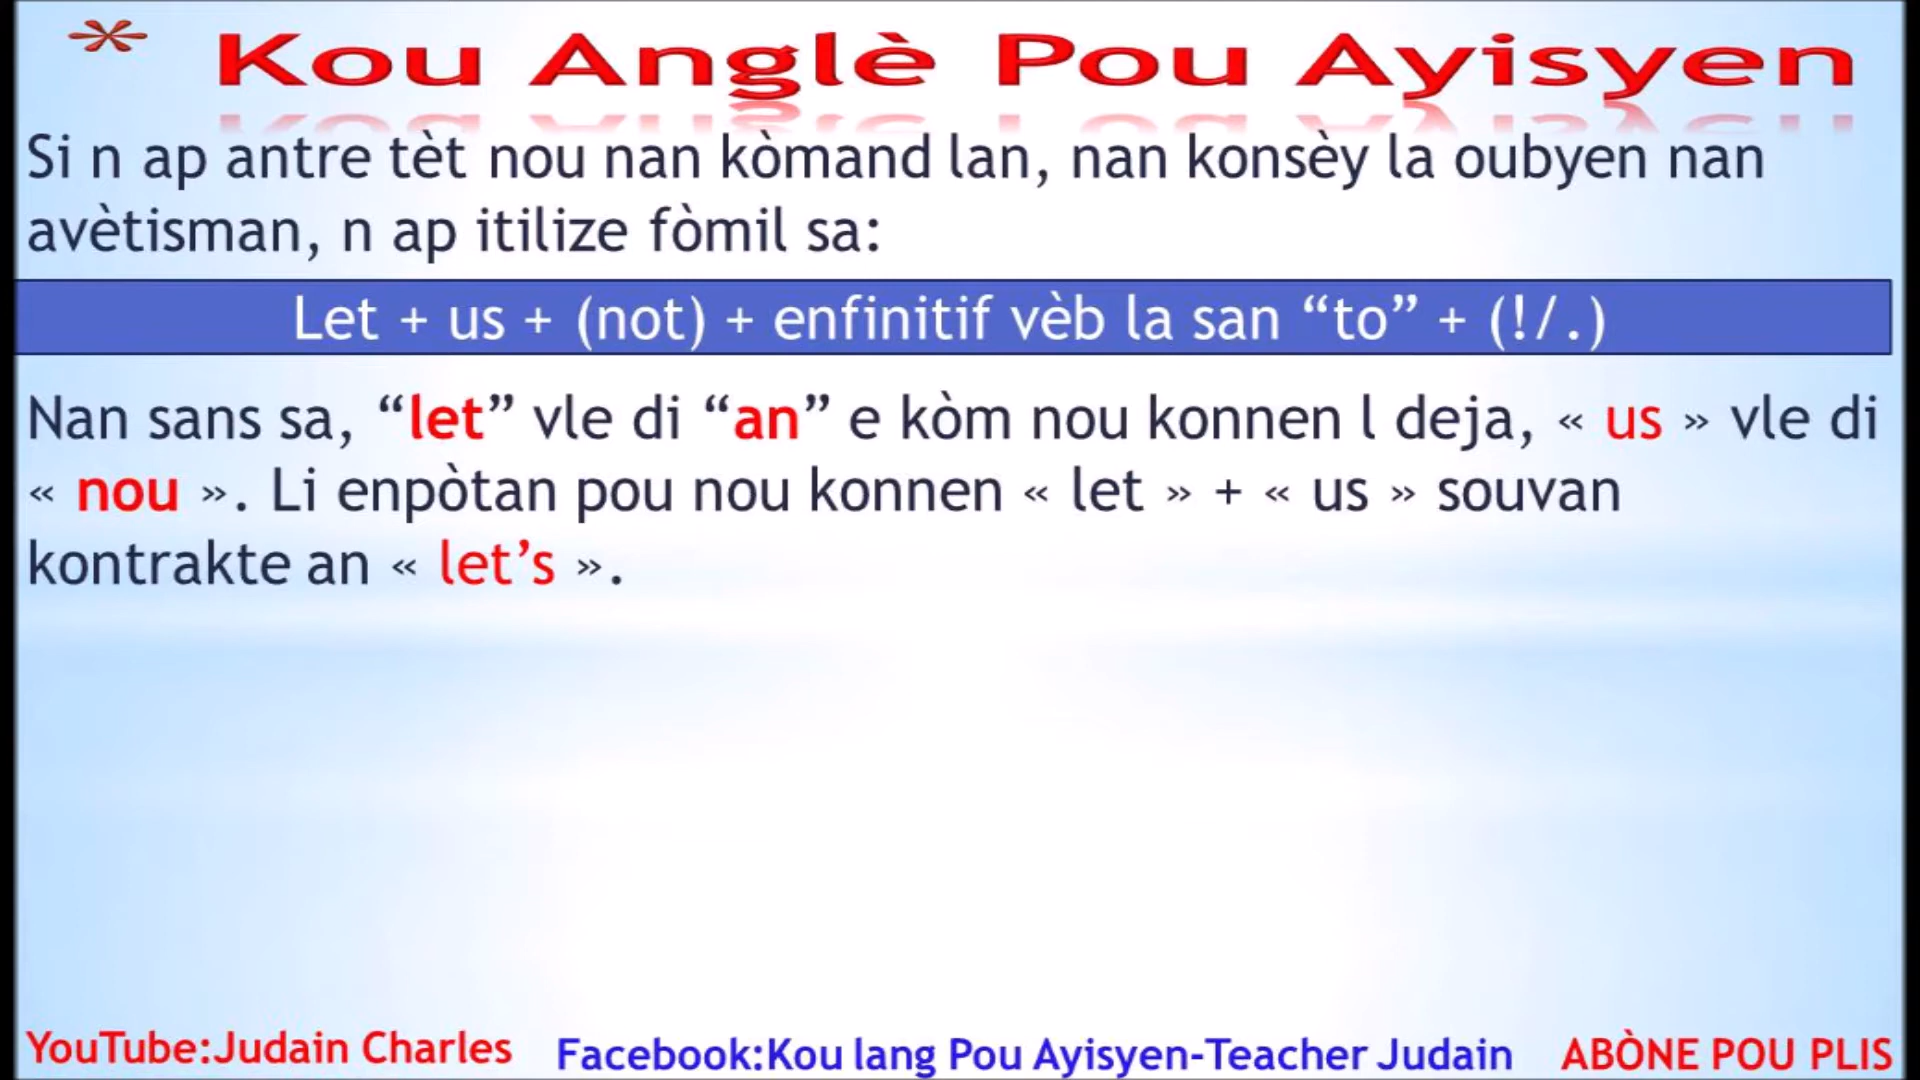 * Kou Anglè Pou Ayisyen
Si n ap antre tèt nou nan kòmand lan, nan konsèy la oubyen nan
avètisman, n ap itilize fòmil sa:
Let + us + (not) + enfinitif vèb la san “to” + (!/.)
Nan sans sa, “let” vle di “an” e kòm nou konnen l deja, « us » vle di
« nou ». Li enpòtan pou nou konnen « let » + « us » souvan
kontrakte an « let’s ».
YouTube:Judain Charles Facebook:Kou lang Pou Ayisyen-Teacher Judain ABÒNE POU PLIS